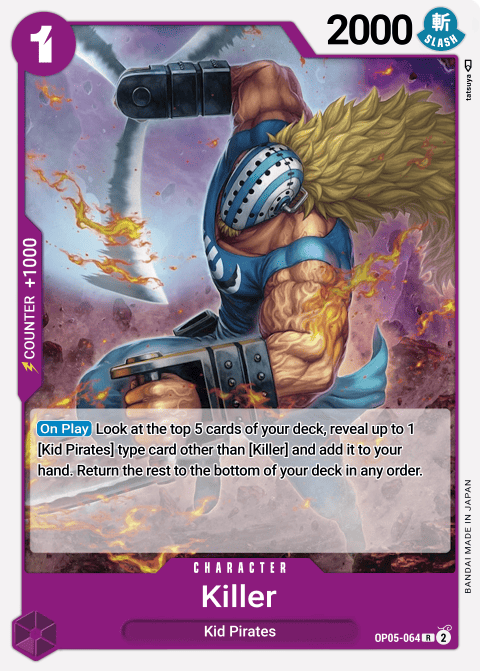 1
2000
斬
SLASH
tatsuya
COUNTER +1000
On Play Look at the top 5 cards of your deck, reveal up to 1
[Kid Pirates] type card other than [Killer] and add it to your
hand. Return the rest to the bottom of your deck in any order.
BANDAI MADE IN JAPAN
CHARACTER
Killer
Kid Pirates
OP05-064 R 2